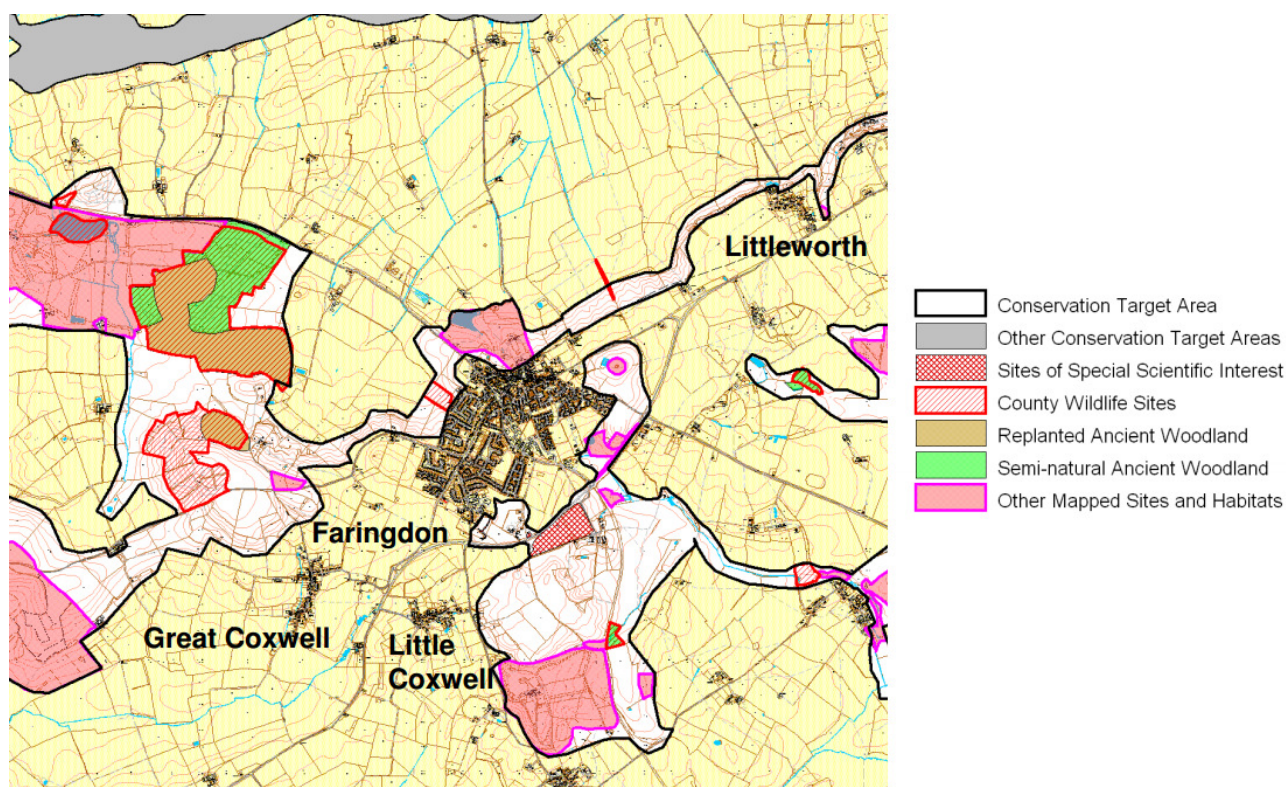 Littleworth
Faringdon
Great Coxwell
Little
Coxwell
Conservation Target Area
Other Conservation Target Areas
Sites of Special Scientific Interest
County Wildlife Sites
Replanted Ancient Woodland
Semi-natural Ancient Woodland
Other Mapped Sites and Habitats